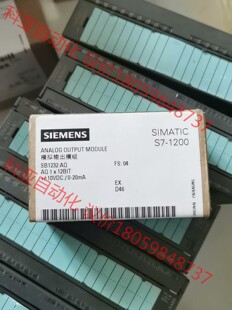 SIEMENS
SIMATIC
S7-1200
ANALOG OUTPUT MODULE
模拟输出模组
SB1232 AQ
FS: 04
AQ 1 x 12BIT
±10VDC / 0-20mA
EX
D46